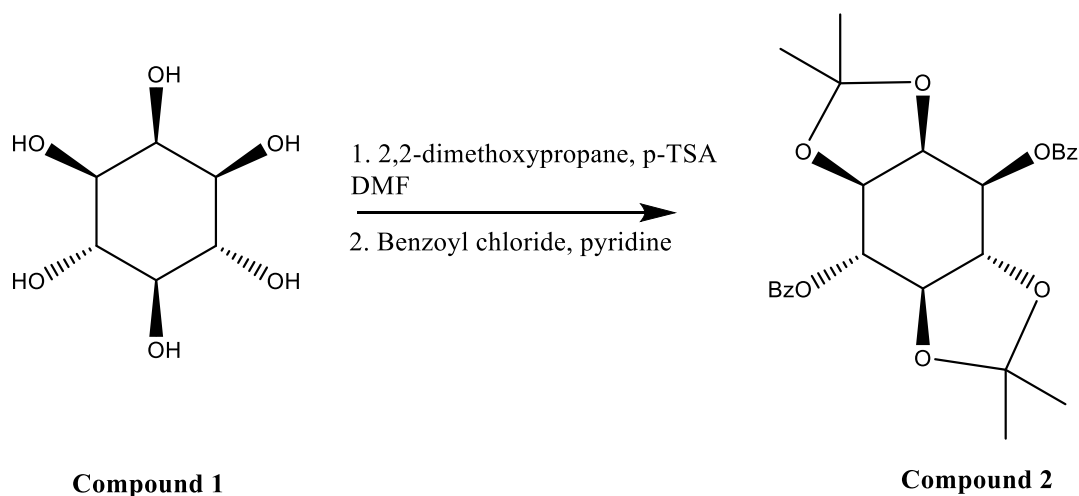 OH
HO
OH
HO
OH
OH
1. 2,2-dimethoxypropane, p-TSA
DMF
2. Benzoyl chloride, pyridine
O
O
OBz
BzO
O
O
Compound 1
Compound 2